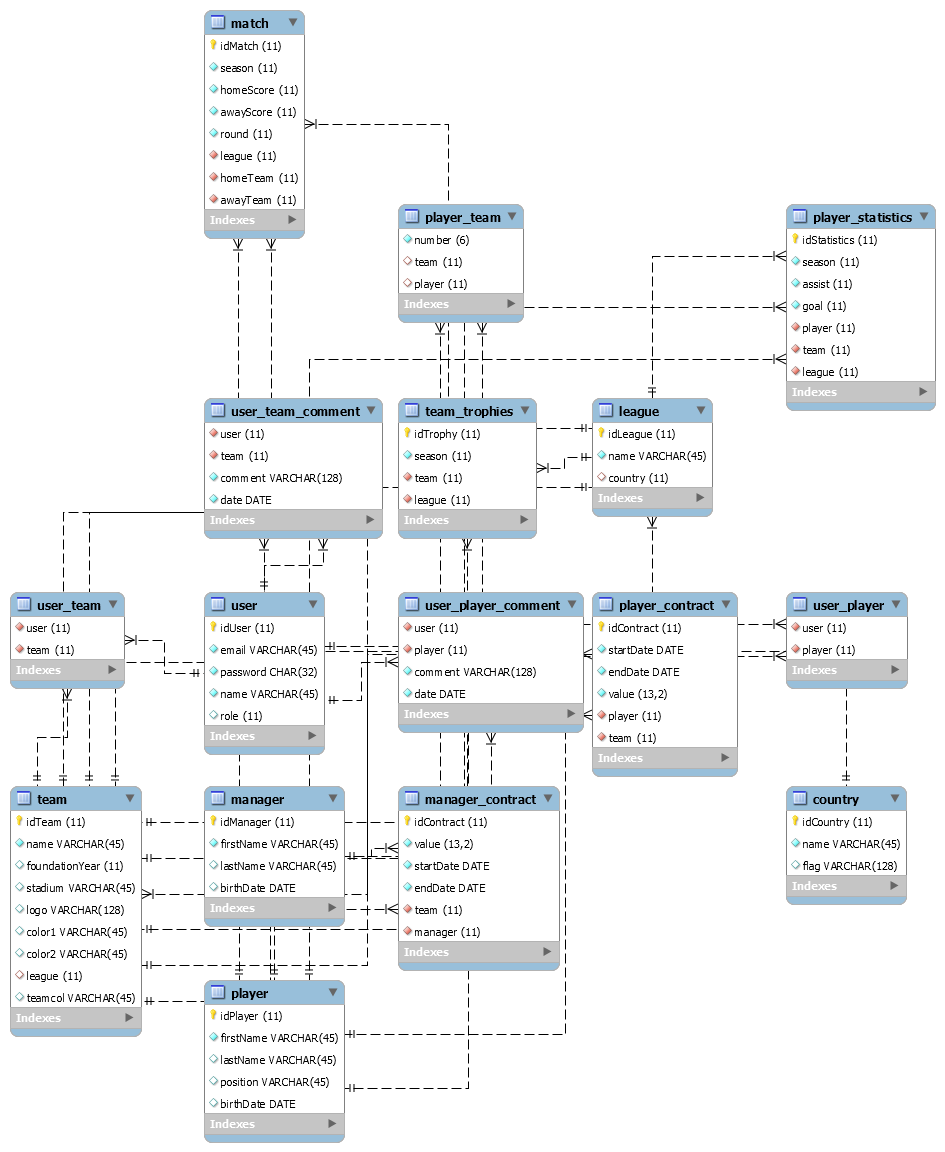 match
idMatch (11)
season (11)
homeScore (11)
awayScore (11)
round (11)
league (11)
homeTeam (11)
awayTeam (11)
Indexes
player_team
number (6)
team (11)
player (11)
Indexes
player_statistics
idStatistics (11)
season (11)
assist (11)
goal (11)
player (11)
team (11)
league (11)
Indexes
user_team_comment
user (11)
team (11)
comment VARCHAR(128)
date DATE
Indexes
team_trophies
idTrophy (11)
season (11)
team (11)
league (11)
Indexes
league
idLeague (11)
name VARCHAR(45)
country (11)
Indexes
user_team
user (11)
team (11)
Indexes
user
idUser (11)
email VARCHAR(45)
password CHAR(32)
name VARCHAR(45)
role (11)
Indexes
user_player_comment
user (11)
player (11)
comment VARCHAR(128)
date DATE
Indexes
player_contract
idContract (11)
startDate DATE
endDate DATE
value (13,2)
player (11)
team (11)
Indexes
user_player
user (11)
player (11)
Indexes
team
idTeam (11)
name VARCHAR(45)
foundationYear (11)
stadium VARCHAR(45)
logo VARCHAR(128)
color1 VARCHAR(45)
color2 VARCHAR(45)
league (11)
teamcol VARCHAR(45)
Indexes
manager
idManager (11)
firstName VARCHAR(45)
lastName VARCHAR(45)
birthDate DATE
Indexes
manager_contract
idContract (11)
value (13,2)
startDate DATE
endDate DATE
team (11)
manager (11)
Indexes
country
idCountry (11)
name VARCHAR(45)
flag VARCHAR(128)
Indexes
player
idPlayer (11)
firstName VARCHAR(45)
lastName VARCHAR(45)
position VARCHAR(45)
birthDate DATE
Indexes